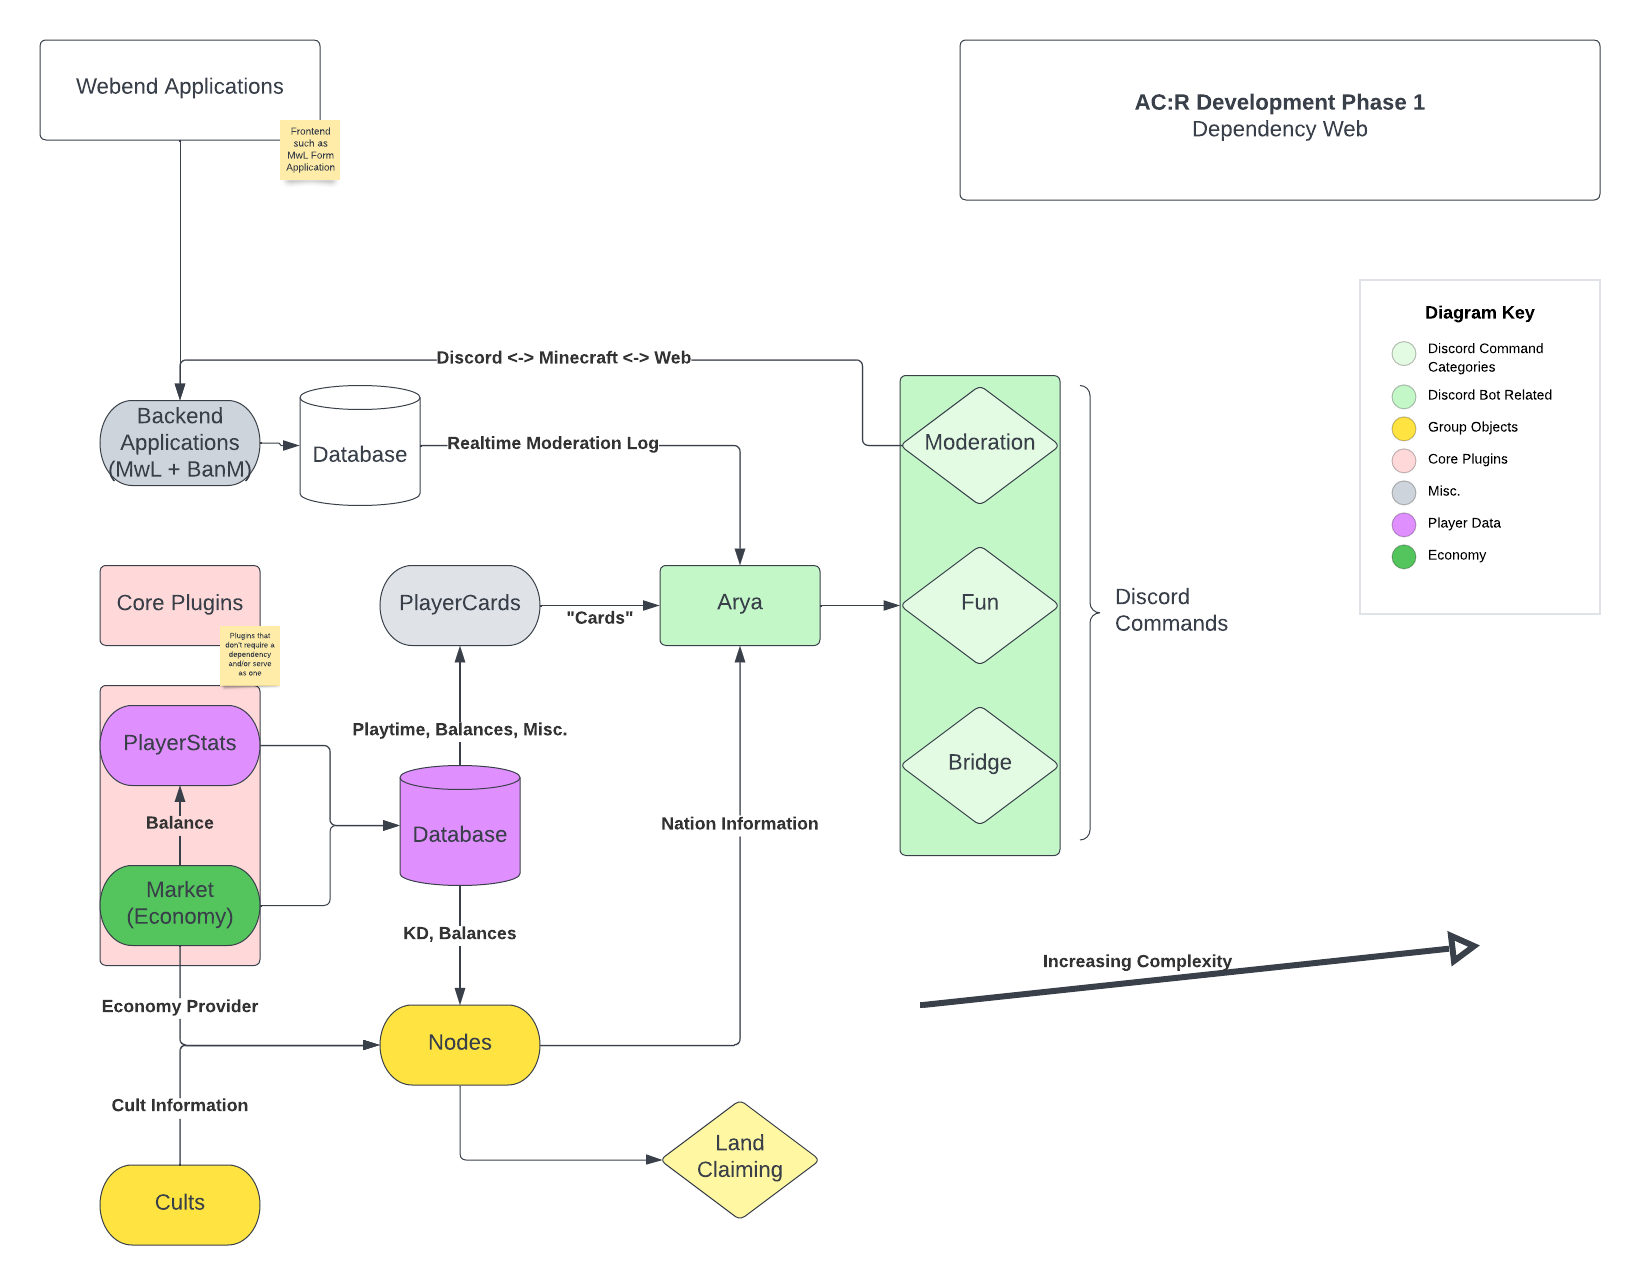 Webend Applications
Frontend
such as
MwL Form
Application
AC:R Development Phase 1
Dependency Web
Diagram Key
Discord Command
Categories
Discord Bot Related
Group Objects
Core Plugins
Misc.
Player Data
Economy
Discord <-> Minecraft <-> Web
Backend
Applications
(MwL + BanM)
Database
Realtime Moderation Log
Moderation
Core Plugins
Plugins that
don't require a
dependency
and/or serve
as one
PlayerCards
"Cards"
Arya
Fun
Discord
Commands
PlayerStats
Playtime, Balances, Misc.
Bridge
Balance
Database
Nation Information
Market
(Economy)
KD, Balances
Increasing Complexity
Economy Provider
Nodes
Cult Information
Land
Claiming
Cults